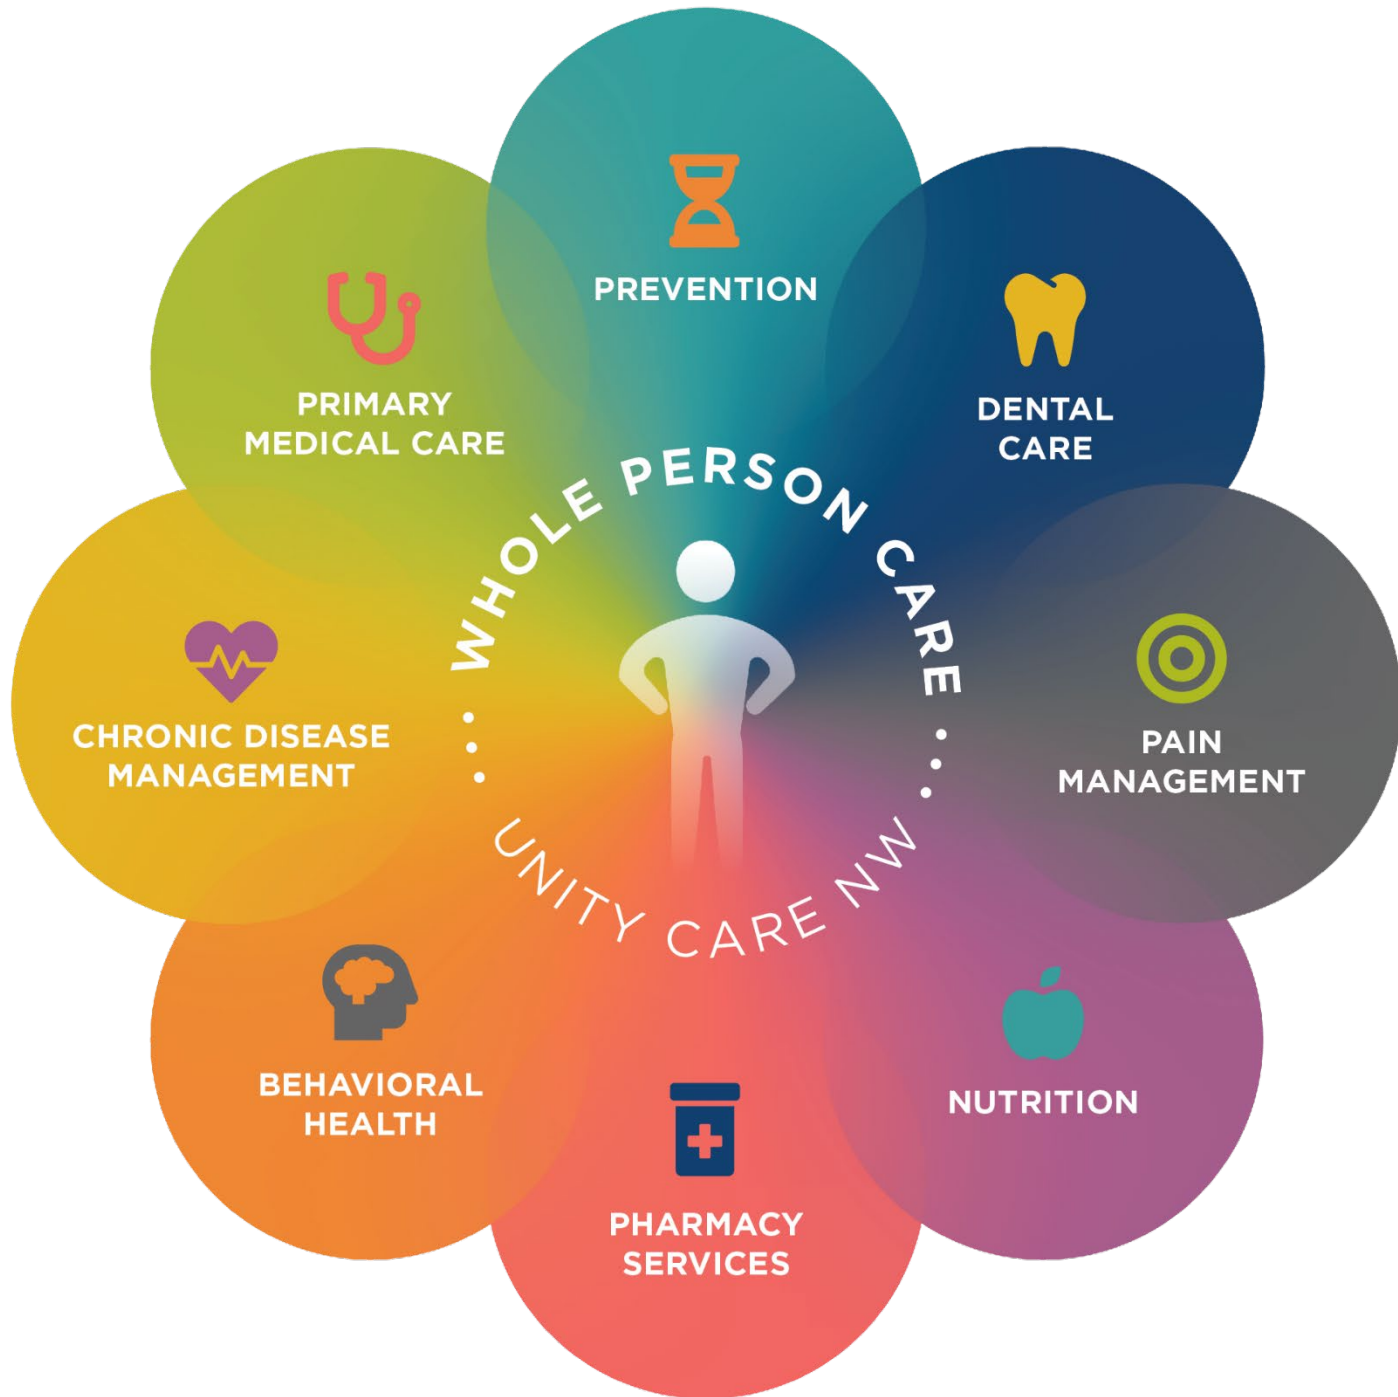 PREVENTION
DENTAL
CARE
PAIN
MANAGEMENT
NUTRITION
PHARMACY
SERVICES
BEHAVIORAL
HEALTH
CHRONIC DISEASE
MANAGEMENT
PRIMARY
MEDICAL CARE
WHOLE PERSON CARE
UNITY CARE NW